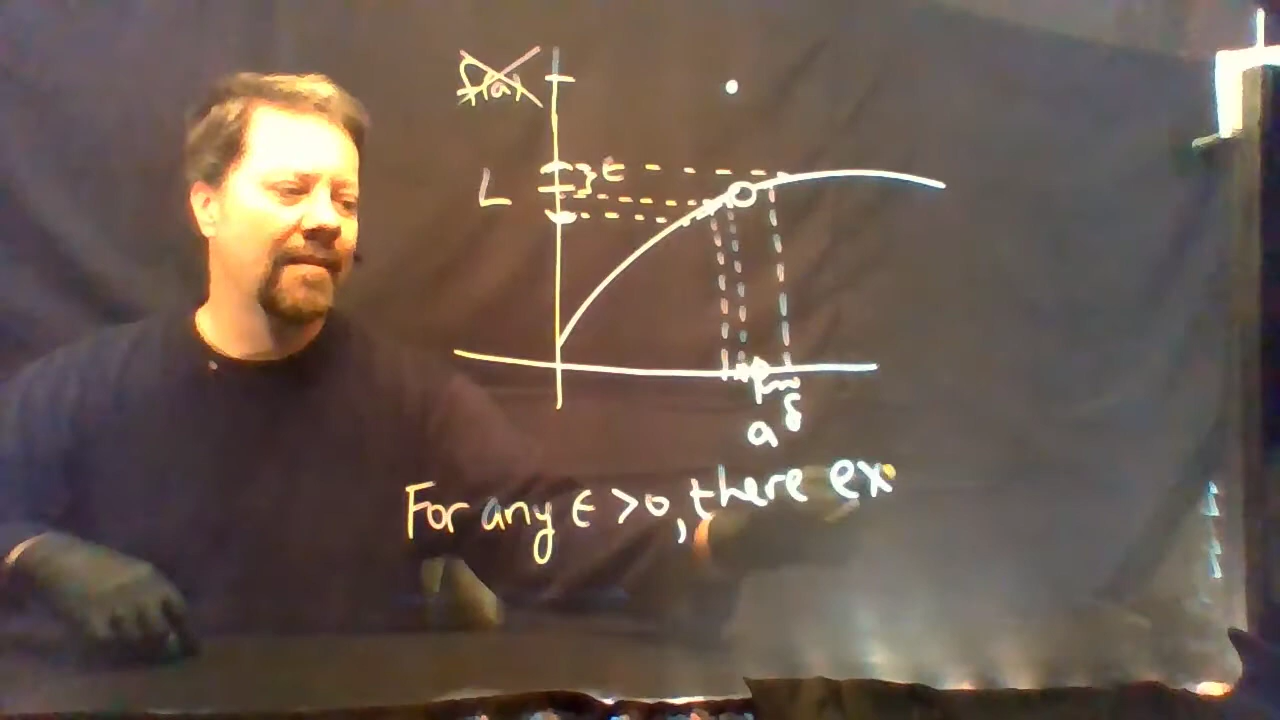 f(a)
} ε
L
δ
a
For any ε > 0, there ex